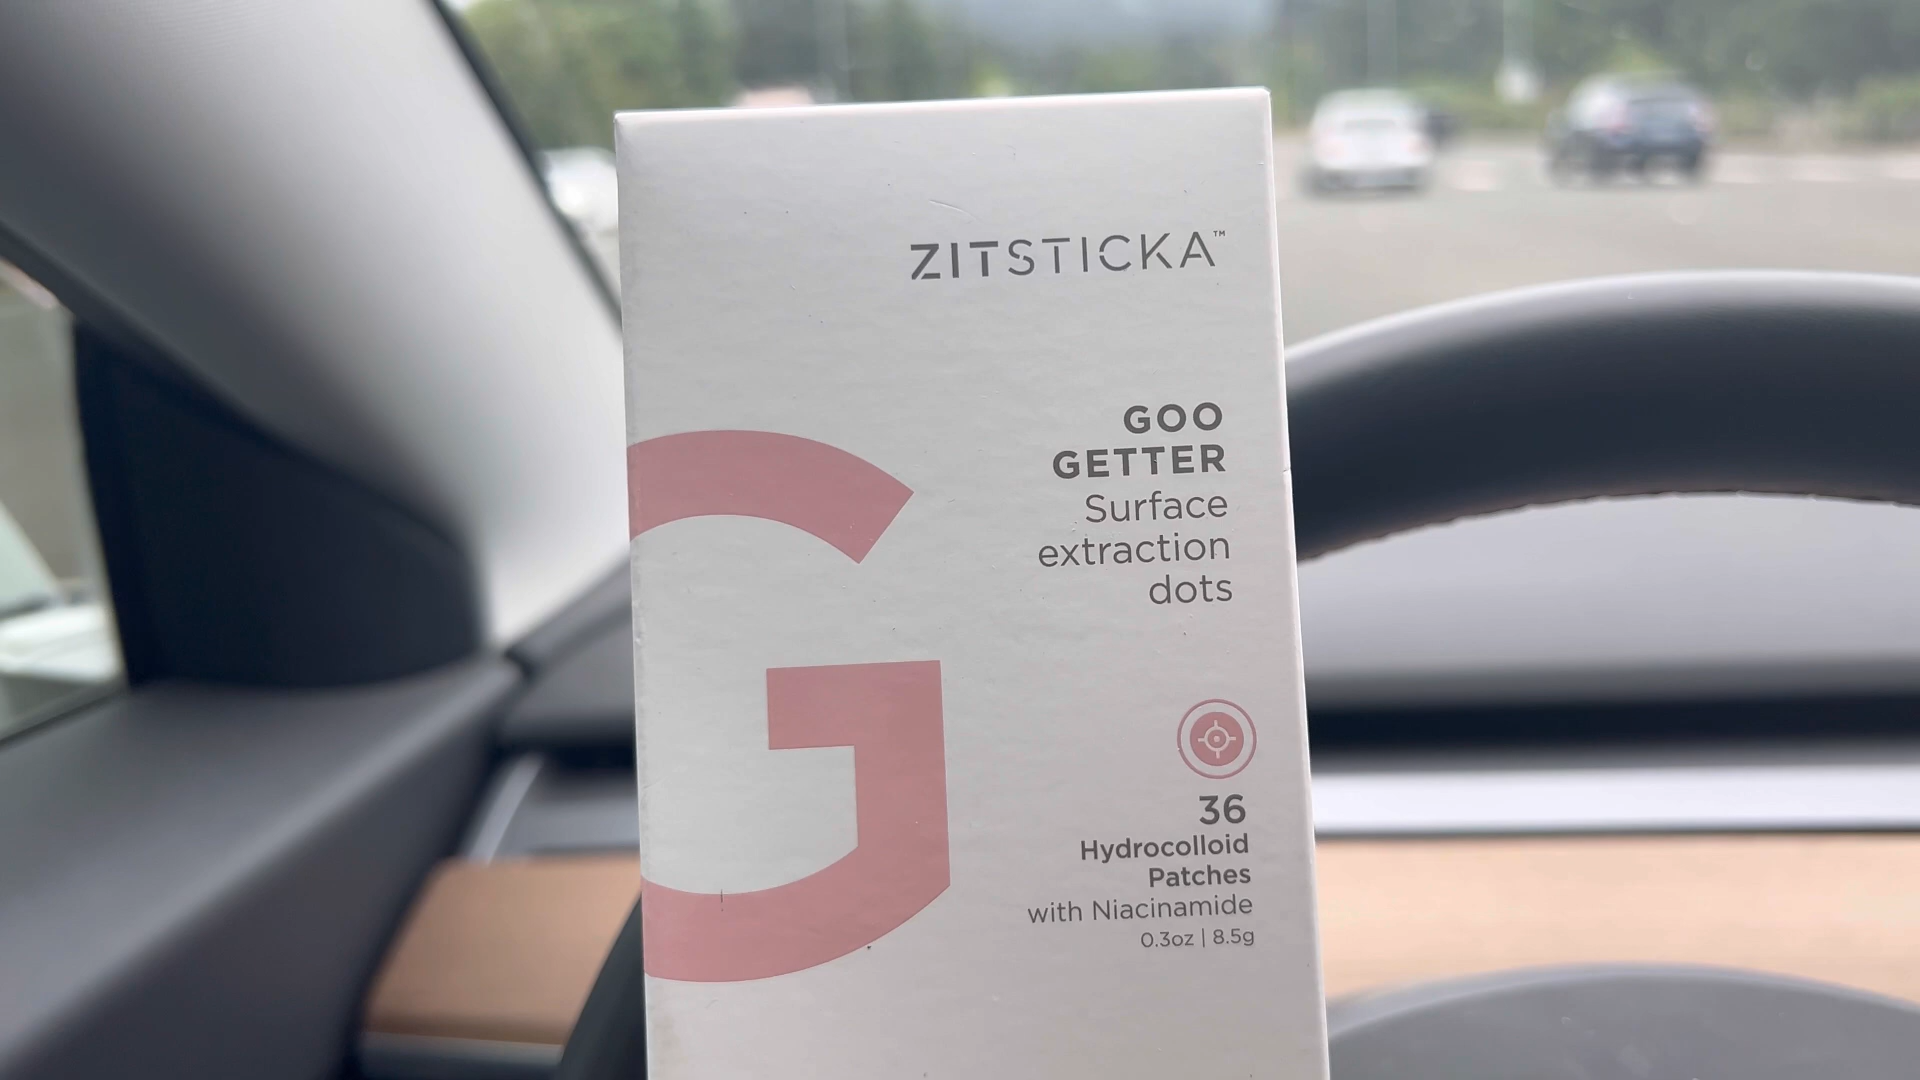 ZITSTICKA™
GOO
GETTER
Surface
extraction
dots
G
36
Hydrocolloid
Patches
with Niacinamide
0.3oz | 8.5g